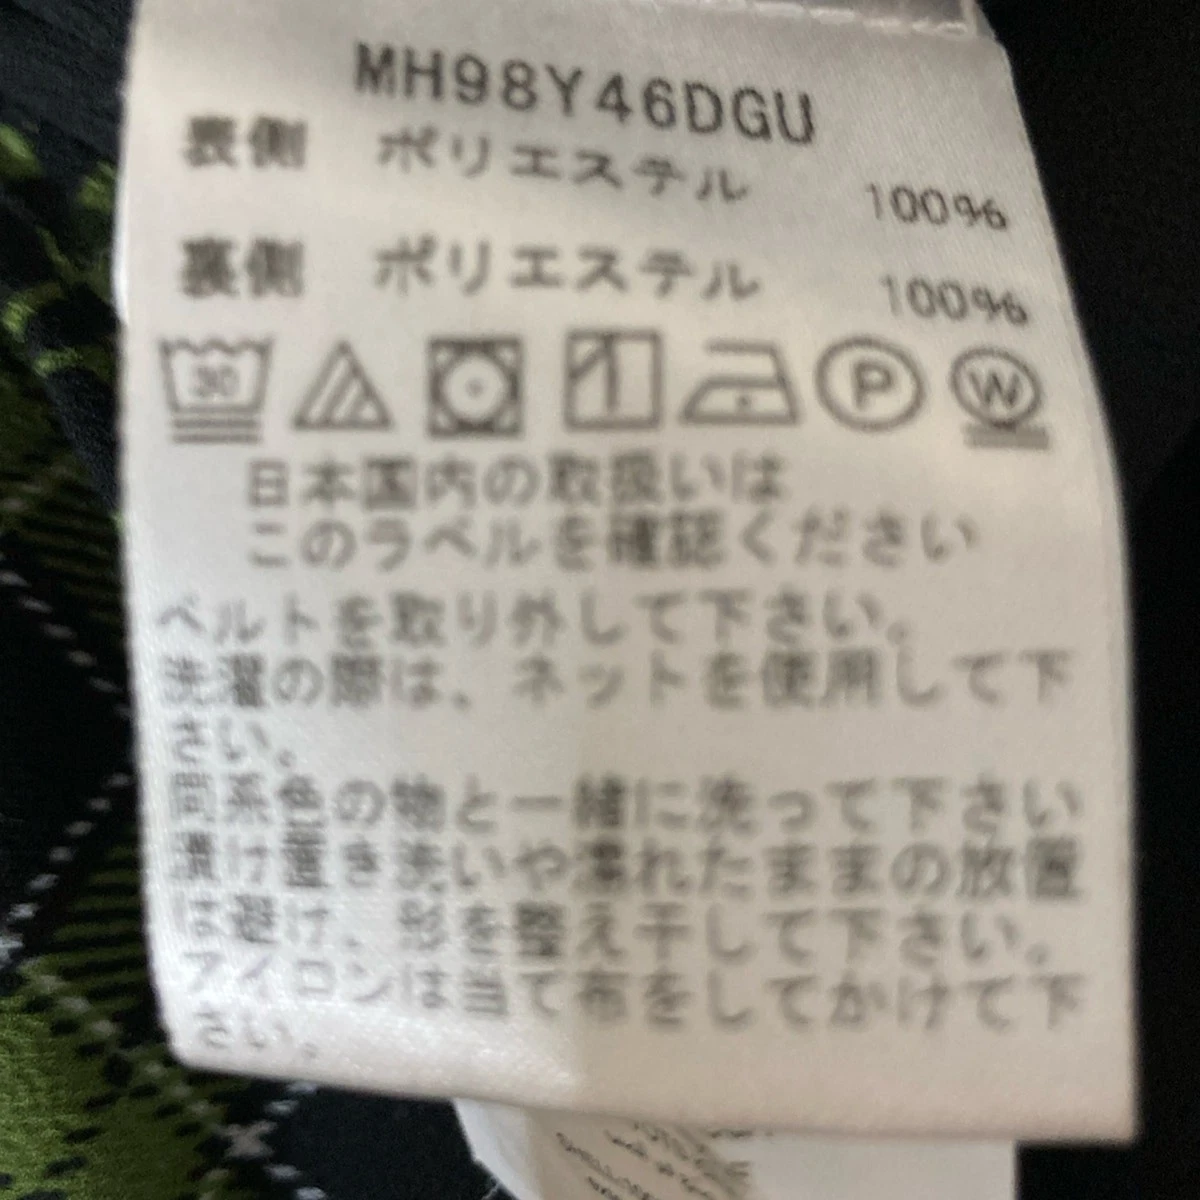 MH98Y46DGU
表側 ポリエステル 100%
裏側 ポリエステル 100%
30 P W
日本国内の取扱いは
このラベルを確認ください
ベルトを取り外して下さい。
洗濯の際は、ネットを使用して下
さい。
同系色の物と一緒に洗って下さい
漬け置き洗いや濡れたままの放置
は避け、形を整え干して下さい。
アイロンは当て布をしてかけて下
さい。